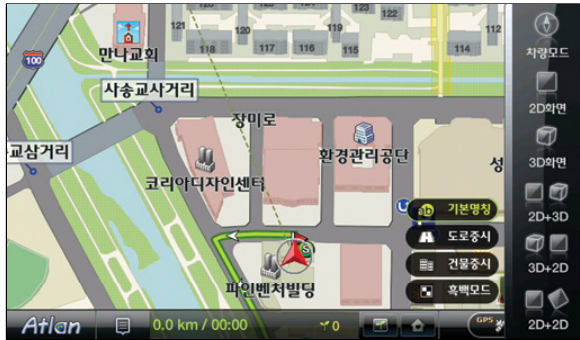 121
120
119
123
122
118
117
116
115
114
112
100
만나교회
사송교사거리
교삼거리
장미로
환경관리공단
코리아디자인센터
성
파인벤처빌딩
S
기본명칭
도로중시
건물중시
흑백모드
차량모드
2D화면
3D화면
2D+3D
3D+2D
2D+2D
Atlan
0.0 km / 00:00
0
GPS